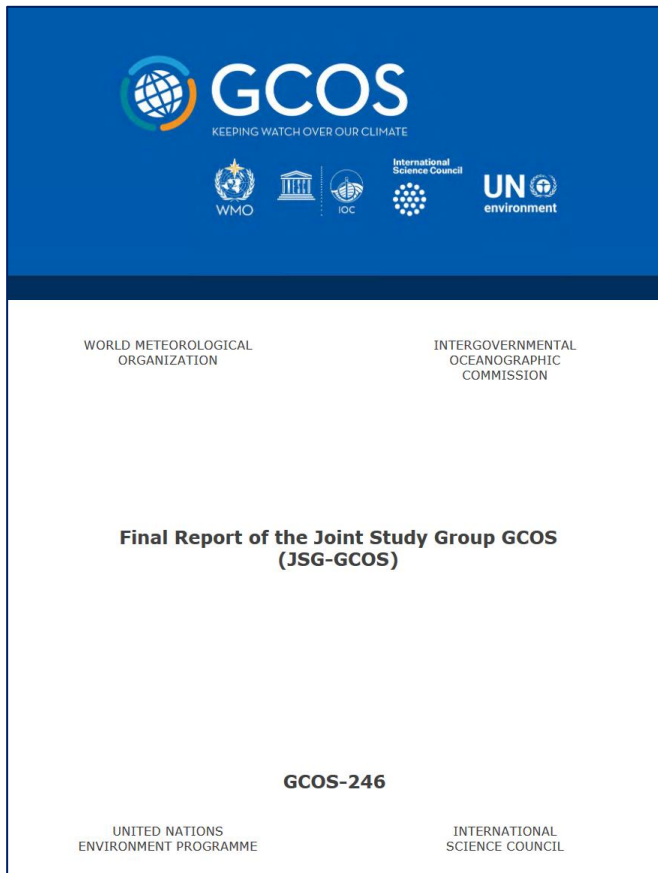 GCOS
KEEPING WATCH OVER OUR CLIMATE
WMO
IOC
International
Science Council
UN
environment
WORLD METEOROLOGICAL
ORGANIZATION
INTERGOVERNMENTAL
OCEANOGRAPHIC
COMMISSION
Final Report of the Joint Study Group GCOS
(JSG-GCOS)
GCOS-246
UNITED NATIONS
ENVIRONMENT PROGRAMME
INTERNATIONAL
SCIENCE COUNCIL